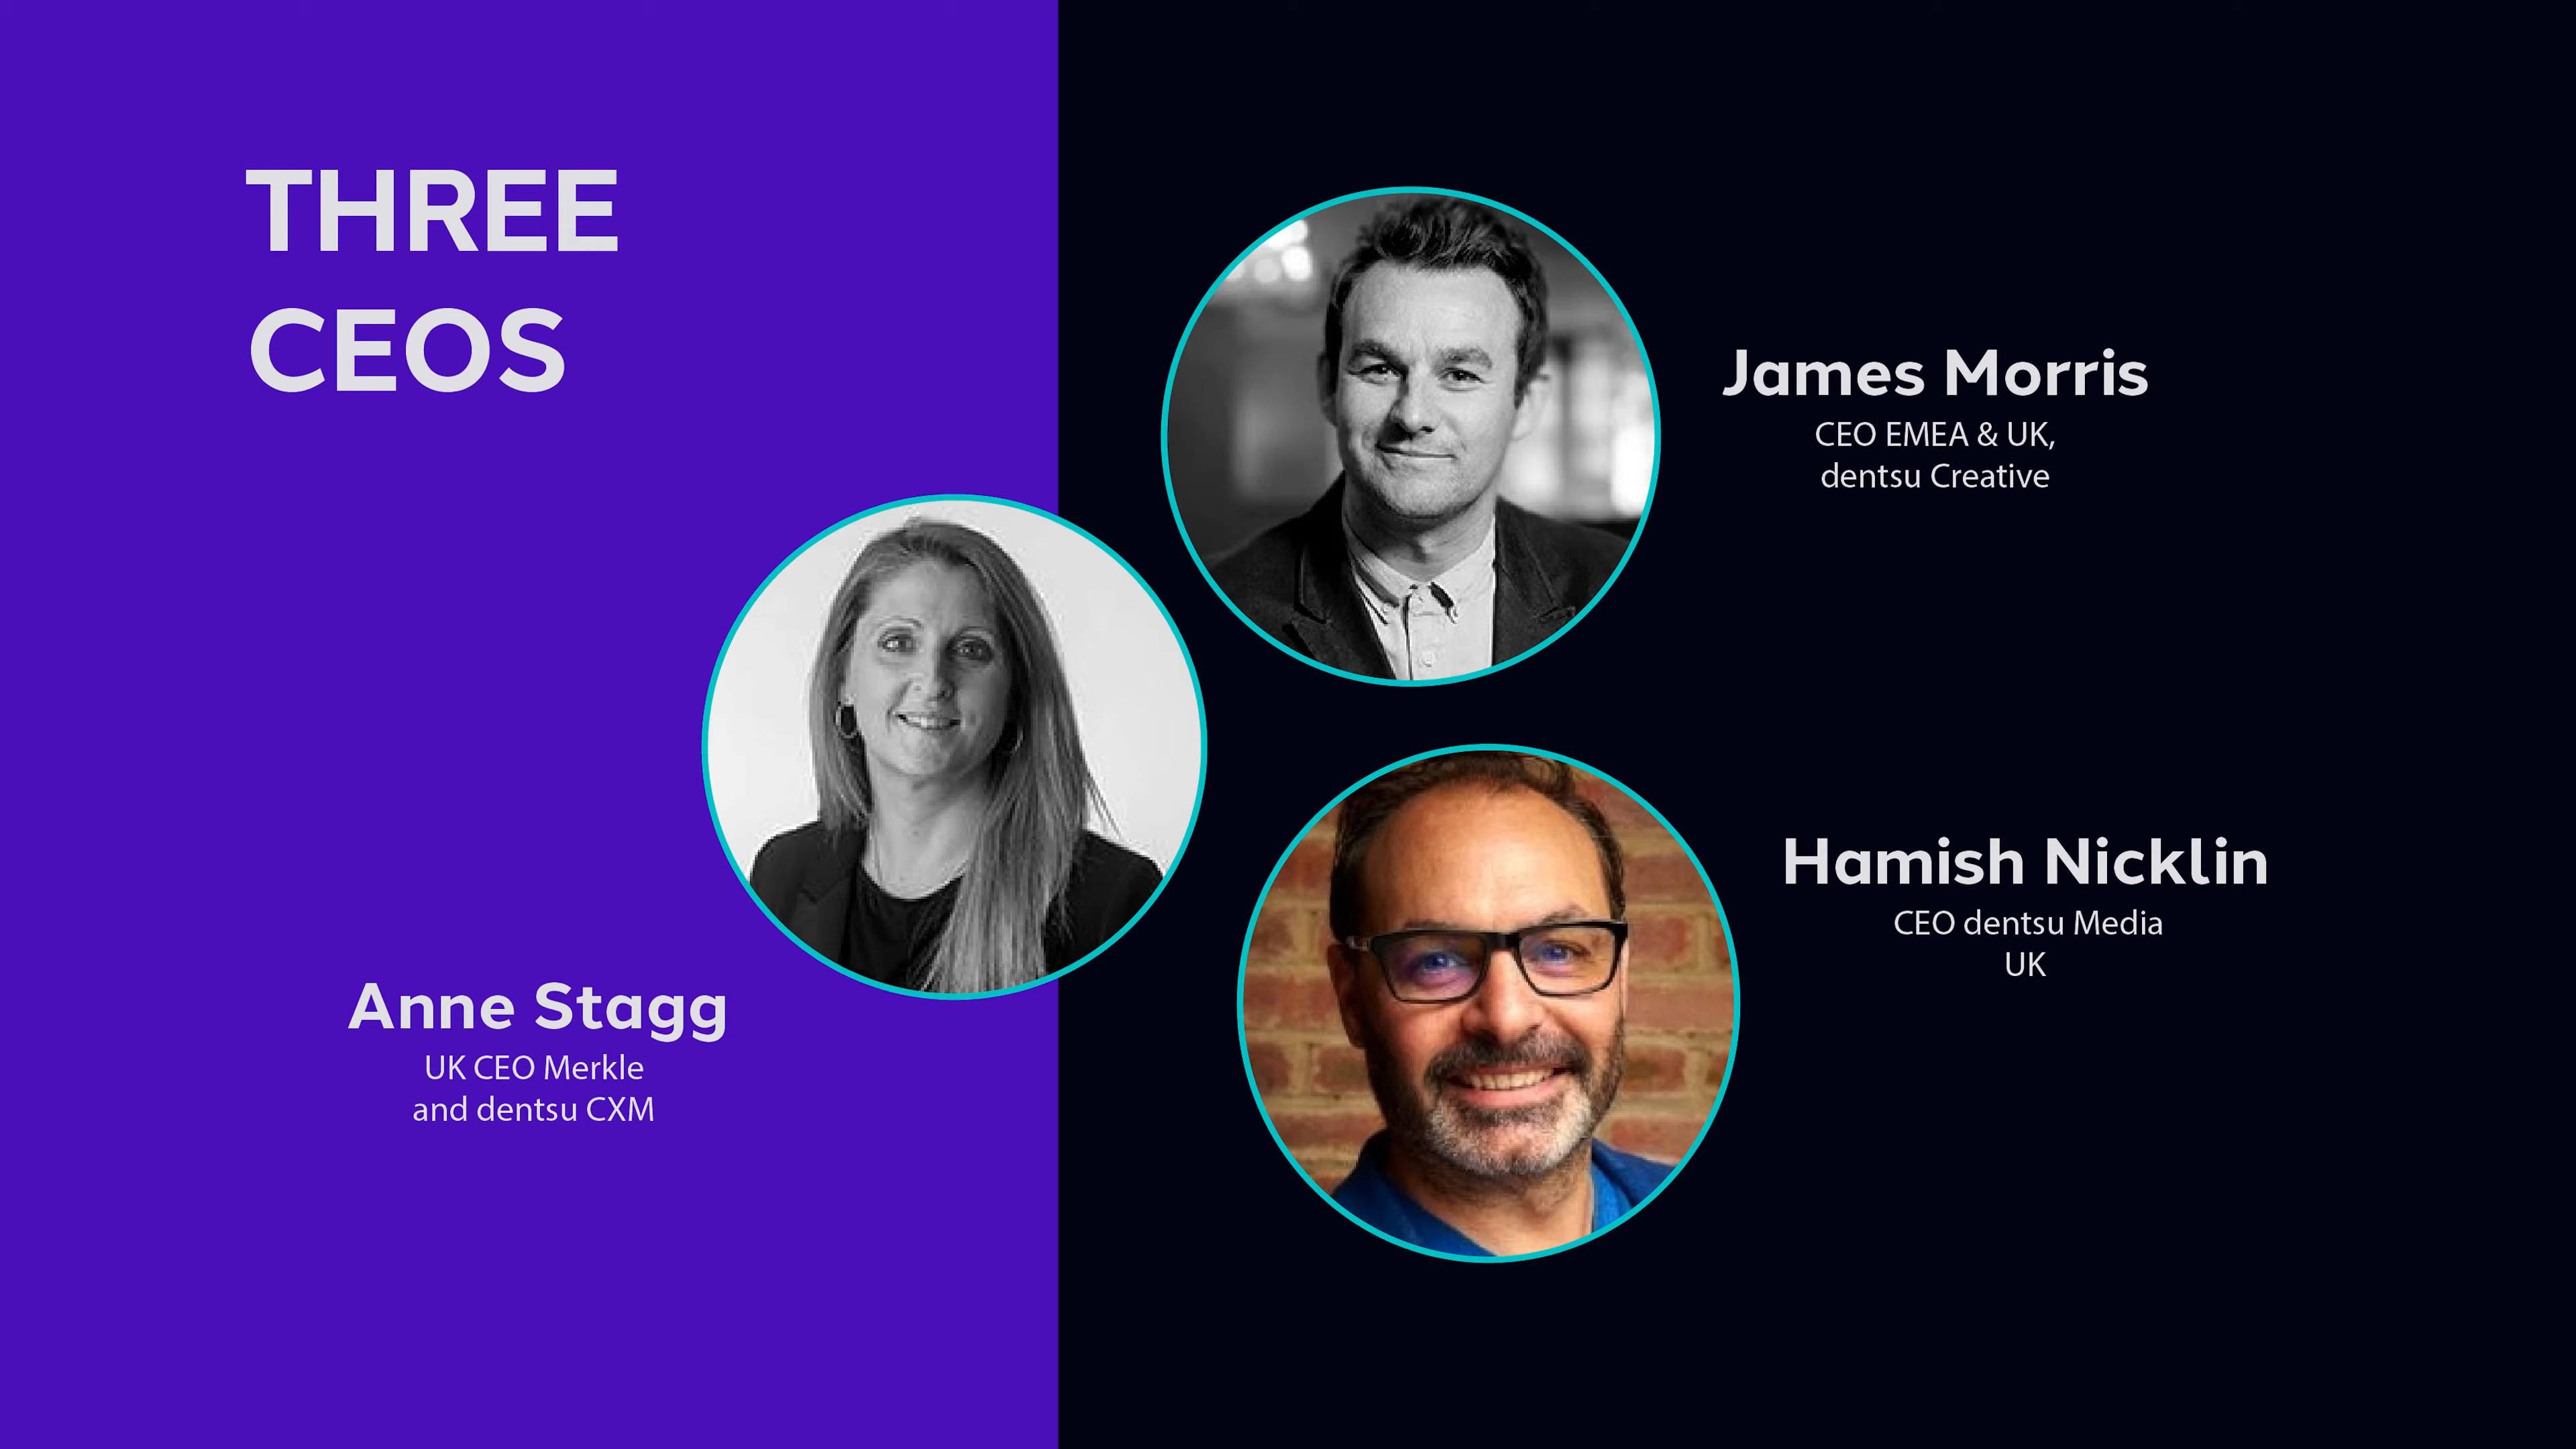 THREE
CEOS
James Morris
CEO EMEA & UK,
dentsu Creative
Anne Stagg
UK CEO Merkle
and dentsu CXM
Hamish Nicklin
CEO dentsu Media
UK